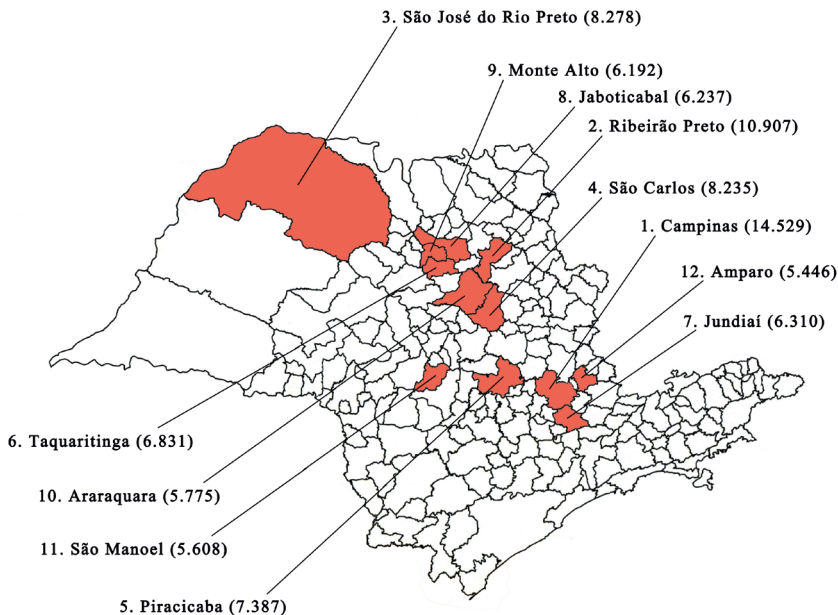 3. São José do Rio Preto (8.278)
9. Monte Alto (6.192)
8. Jaboticabal (6.237)
2. Ribeirão Preto (10.907)
4. São Carlos (8.235)
1. Campinas (14.529)
12. Amparo (5.446)
7. Jundiaí (6.310)
6. Taquaritinga (6.831)
10. Araraquara (5.775)
11. São Manoel (5.608)
5. Piracicaba (7.387)